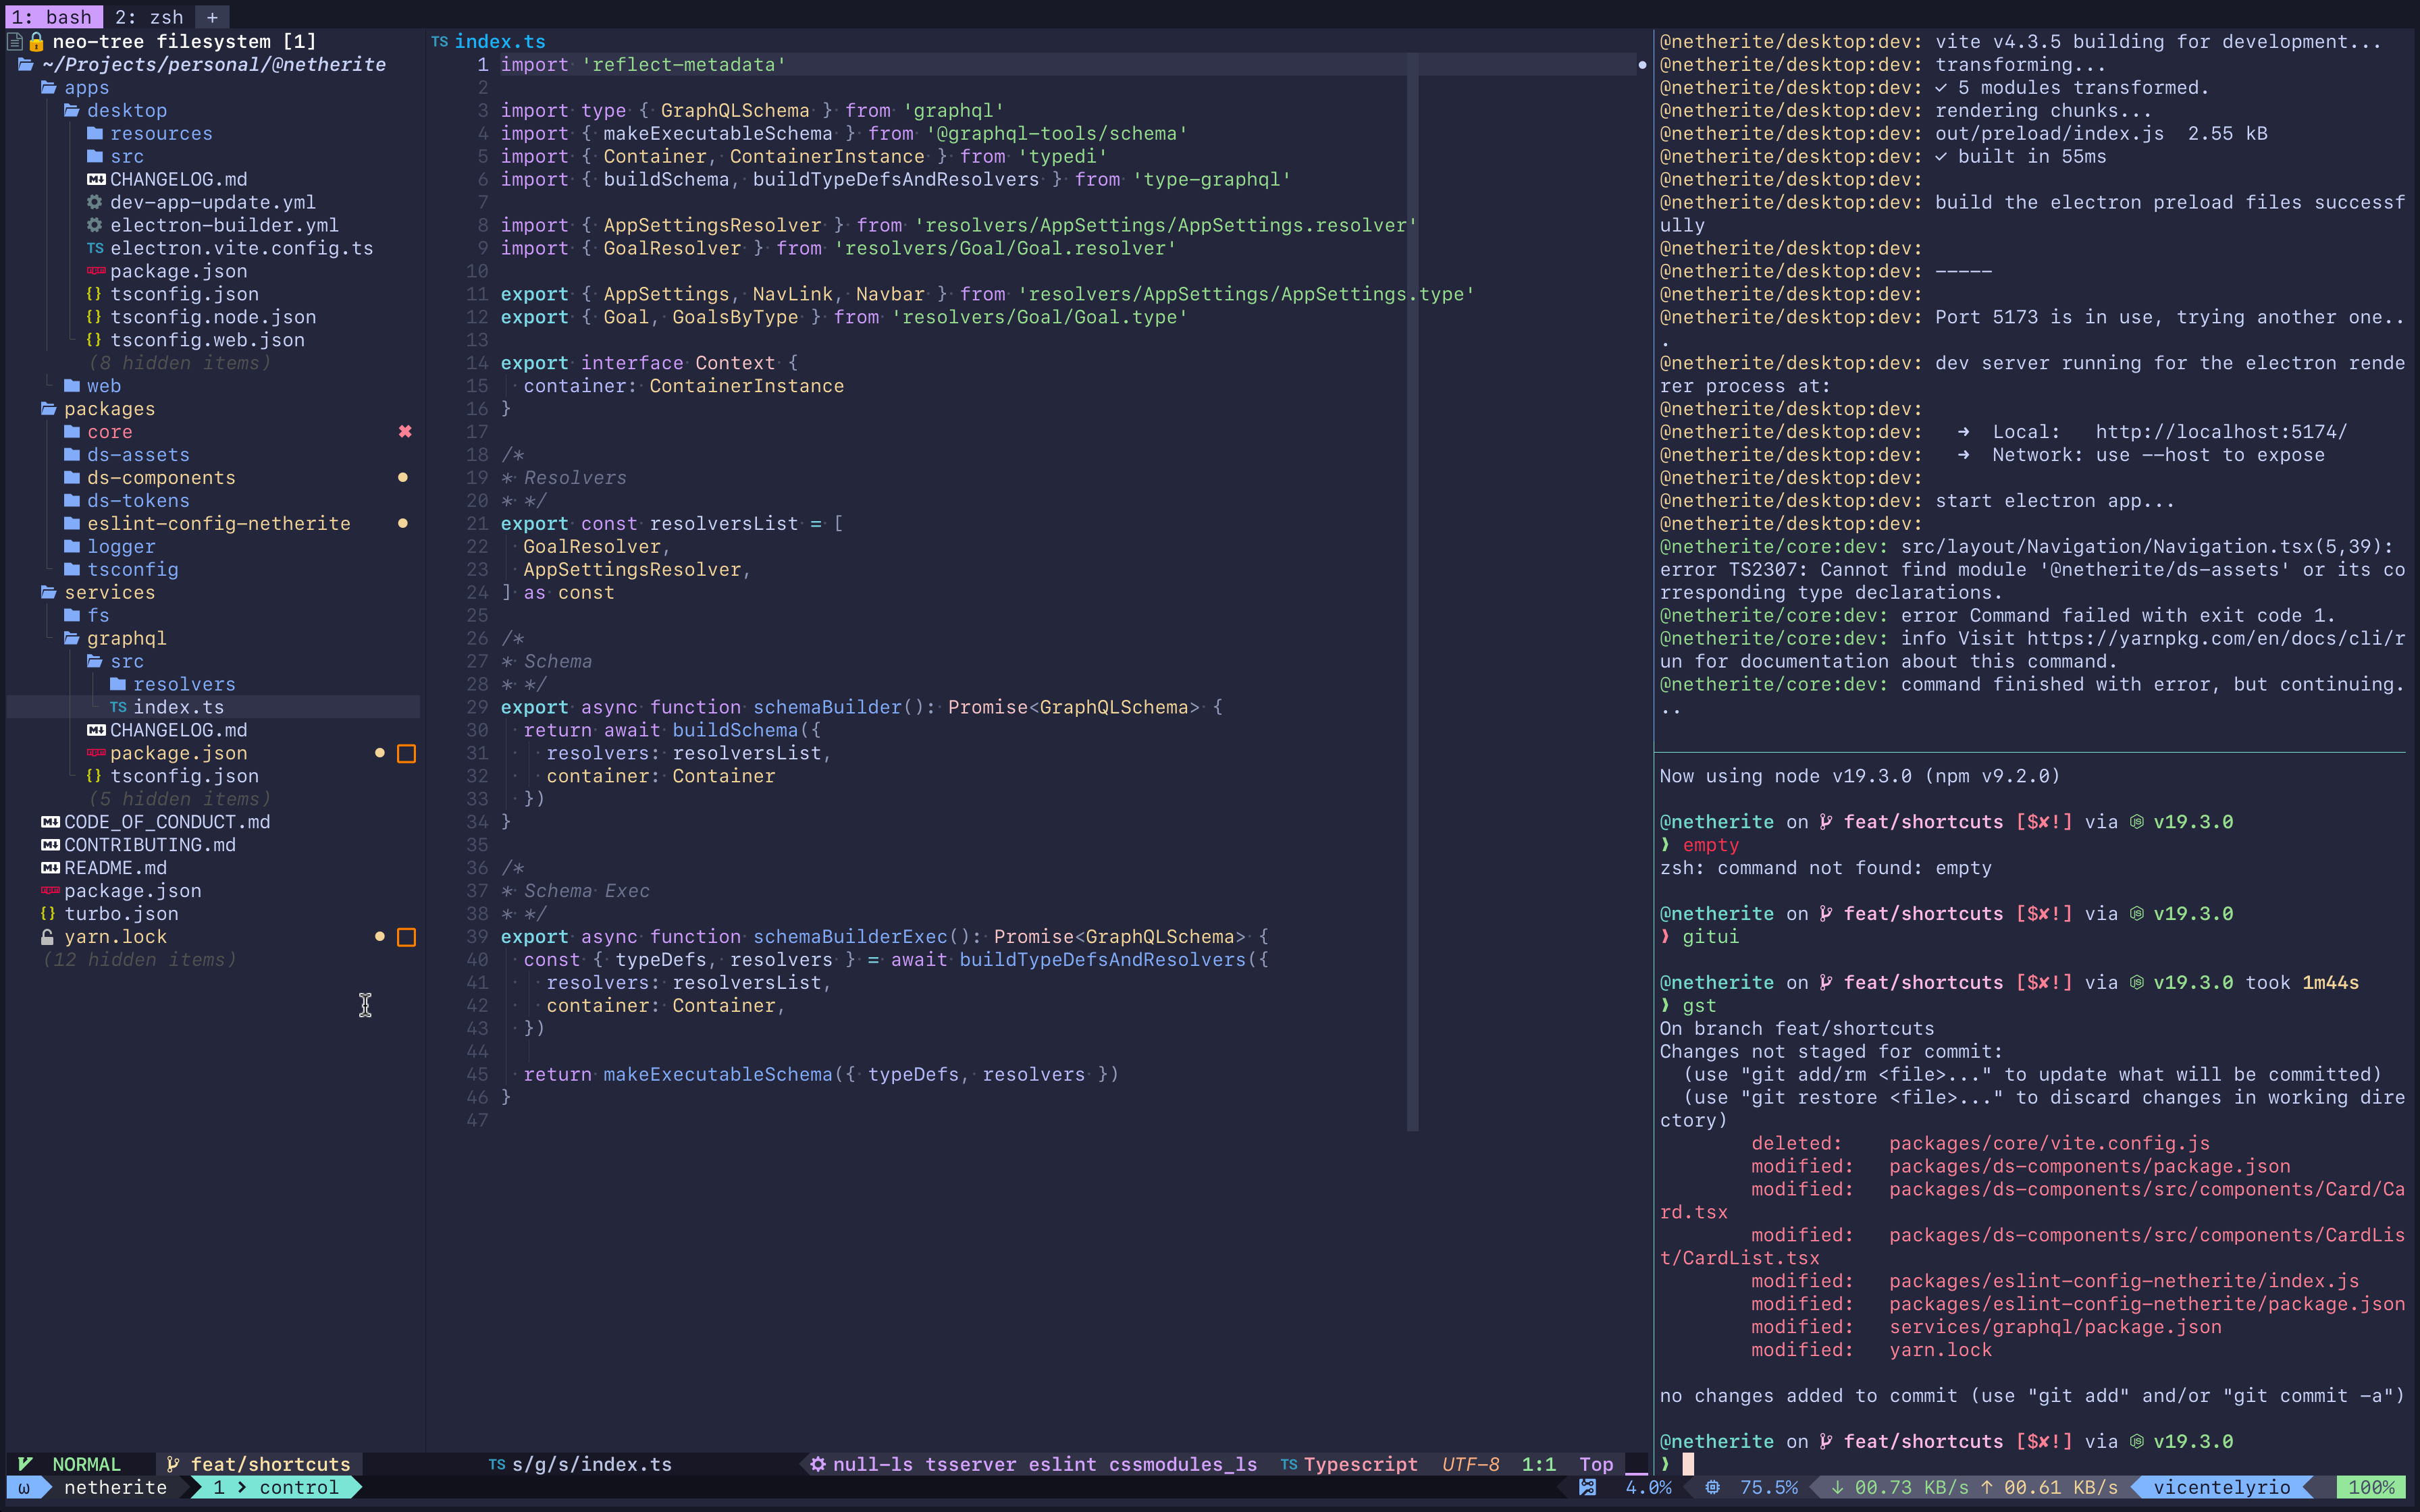 1: bash 2: zsh +
neo-tree filesystem [1]
~/Projects/personal/@netherite
apps
desktop
resources
src
CHANGELOG.md
dev-app-update.yml
electron-builder.yml
TS electron.vite.config.ts
package.json
{} tsconfig.json
{} tsconfig.node.json
{} tsconfig.web.json
(8 hidden items)
web
packages
core ✖
ds-assets
ds-components
ds-tokens
eslint-config-netherite
logger
tsconfig
services
fs
graphql
src
resolvers
TS index.ts
CHANGELOG.md
package.json
{} tsconfig.json
(5 hidden items)
CODE_OF_CONDUCT.md
CONTRIBUTING.md
README.md
package.json
{} turbo.json
yarn.lock
(12 hidden items)
TS index.ts
1 import 'reflect-metadata'
2
3 import type { GraphQLSchema } from 'graphql'
4 import { makeExecutableSchema } from '@graphql-tools/schema'
5 import { Container, ContainerInstance } from 'typedi'
6 import { buildSchema, buildTypeDefsAndResolvers } from 'type-graphql'
7
8 import { AppSettingsResolver } from 'resolvers/AppSettings/AppSettings.resolver'
9 import { GoalResolver } from 'resolvers/Goal/Goal.resolver'
10
11 export { AppSettings, NavLink, Navbar } from 'resolvers/AppSettings/AppSettings.type'
12 export { Goal, GoalsByType } from 'resolvers/Goal/Goal.type'
13
14 export interface Context {
15 container: ContainerInstance
16 }
17
18 /*
19 * Resolvers
20 * */
21 export const resolversList = [
22 GoalResolver,
23 AppSettingsResolver,
24 ] as const
25
26 /*
27 * Schema
28 * */
29 export async function schemaBuilder(): Promise<GraphQLSchema> {
30 return await buildSchema({
31 resolvers: resolversList,
32 container: Container
33 })
34 }
35
36 /*
37 * Schema Exec
38 * */
39 export async function schemaBuilderExec(): Promise<GraphQLSchema> {
40 const { typeDefs, resolvers } = await buildTypeDefsAndResolvers({
41 resolvers: resolversList,
42 container: Container,
43 })
44
45 return makeExecutableSchema({ typeDefs, resolvers })
46 }
47
@netherite/desktop:dev: vite v4.3.5 building for development...
@netherite/desktop:dev: transforming...
@netherite/desktop:dev: ✓ 5 modules transformed.
@netherite/desktop:dev: rendering chunks...
@netherite/desktop:dev: out/preload/index.js 2.55 kB
@netherite/desktop:dev: ✓ built in 55ms
@netherite/desktop:dev:
@netherite/desktop:dev: build the electron preload files successf
ully
@netherite/desktop:dev:
@netherite/desktop:dev: -----
@netherite/desktop:dev:
@netherite/desktop:dev: Port 5173 is in use, trying another one..
.
@netherite/desktop:dev: dev server running for the electron rende
rer process at:
@netherite/desktop:dev:
@netherite/desktop:dev: ➜ Local: http://localhost:5174/
@netherite/desktop:dev: ➜ Network: use --host to expose
@netherite/desktop:dev:
@netherite/desktop:dev: start electron app...
@netherite/desktop:dev:
@netherite/core:dev: src/layout/Navigation/Navigation.tsx(5,39):
error TS2307: Cannot find module '@netherite/ds-assets' or its co
rresponding type declarations.
@netherite/core:dev: error Command failed with exit code 1.
@netherite/core:dev: info Visit https://yarnpkg.com/en/docs/cli/r
un for documentation about this command.
@netherite/core:dev: command finished with error, but continuing.
..
Now using node v19.3.0 (npm v9.2.0)
@netherite on feat/shortcuts [$✘!] via v19.3.0
❯ empty
zsh: command not found: empty
@netherite on feat/shortcuts [$✘!] via v19.3.0
❯ gitui
@netherite on feat/shortcuts [$✘!] via v19.3.0 took 1m44s
❯ gst
On branch feat/shortcuts
Changes not staged for commit:
(use "git add/rm <file>..." to update what will be committed)
(use "git restore <file>..." to discard changes in working dire
ctory)
deleted: packages/core/vite.config.js
modified: packages/ds-components/package.json
modified: packages/ds-components/src/components/Card/Ca
rd.tsx
modified: packages/ds-components/src/components/CardLis
t/CardList.tsx
modified: packages/eslint-config-netherite/index.js
modified: packages/eslint-config-netherite/package.json
modified: services/graphql/package.json
modified: yarn.lock
no changes added to commit (use "git add" and/or "git commit -a")
@netherite on feat/shortcuts [$✘!] via v19.3.0
❯
NORMAL feat/shortcuts TS s/g/s/index.ts null-ls tsserver eslint cssmodules_ls TS Typescript UTF-8 1:1 Top
ω netherite 1 > control 4.0% 75.5% ↓ 00.73 KB/s ↑ 00.61 KB/s vicentelyrio 100%